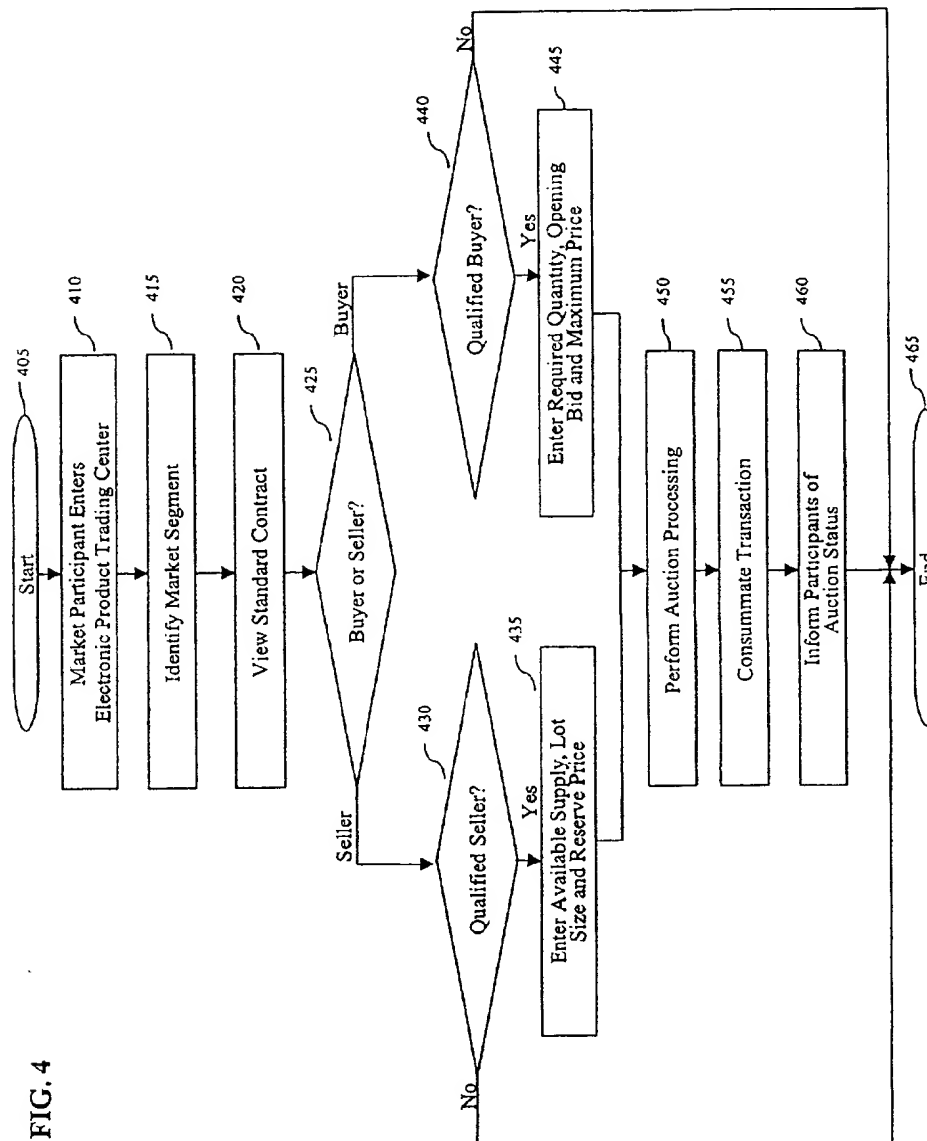 FIG. 4
Start
405
Market Participant Enters
Electronic Product Trading Center
410
Identify Market Segment
415
View Standard Contract
420
Buyer or Seller?
425
Seller
Buyer
Qualified Seller?
430
No
Yes
Enter Available Supply, Lot
Size and Reserve Price
435
Qualified Buyer?
440
No
Yes
Enter Required Quantity, Opening
Bid and Maximum Price
445
Perform Auction Processing
450
Consummate Transaction
455
Inform Participants of
Auction Status
460
End
465